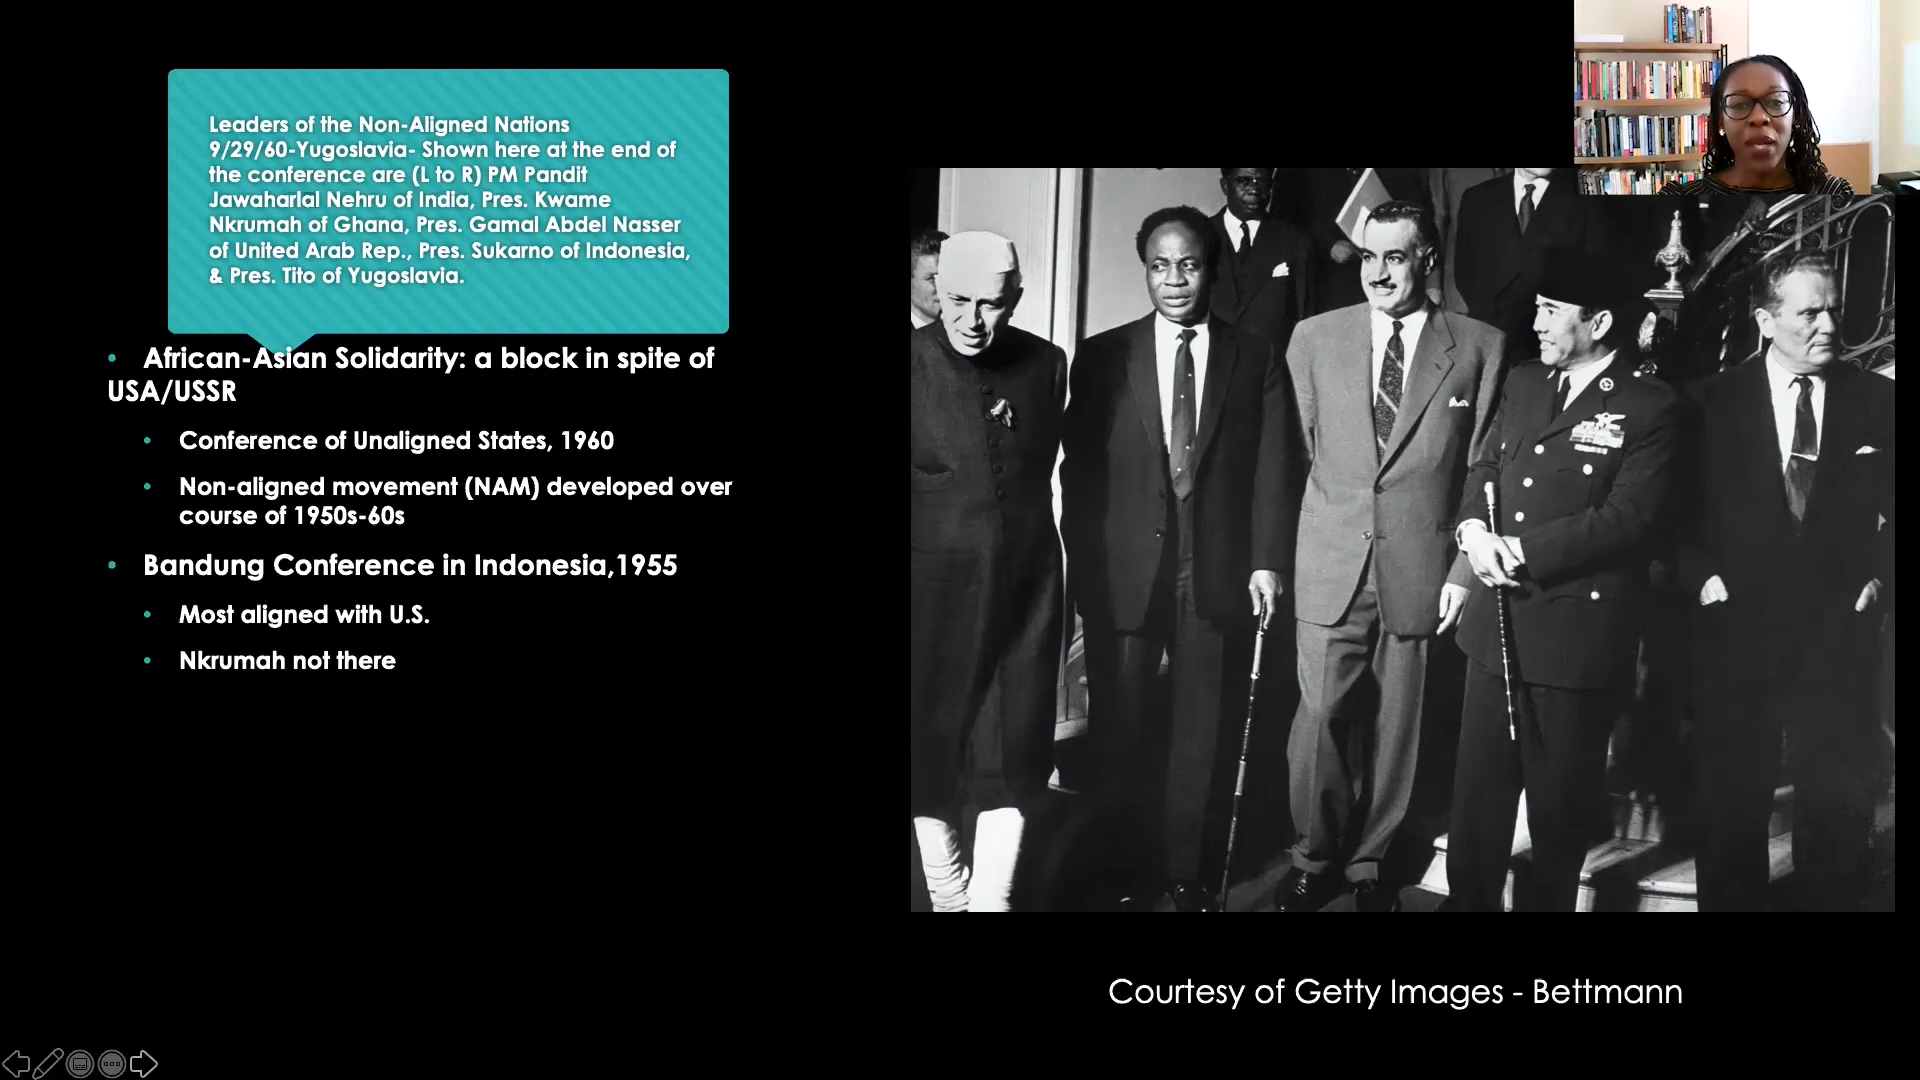 Leaders of the Non-Aligned Nations
9/29/60-Yugoslavia- Shown here at the end of
the conference are (L to R) PM Pandit
Jawaharlal Nehru of India, Pres. Kwame
Nkrumah of Ghana, Pres. Gamal Abdel Nasser
of United Arab Rep., Pres. Sukarno of Indonesia,
& Pres. Tito of Yugoslavia.
• African-Asian Solidarity: a block in spite of
USA/USSR
• Conference of Unaligned States, 1960
• Non-aligned movement (NAM) developed over
course of 1950s-60s
• Bandung Conference in Indonesia,1955
• Most aligned with U.S.
• Nkrumah not there
Courtesy of Getty Images - Bettmann